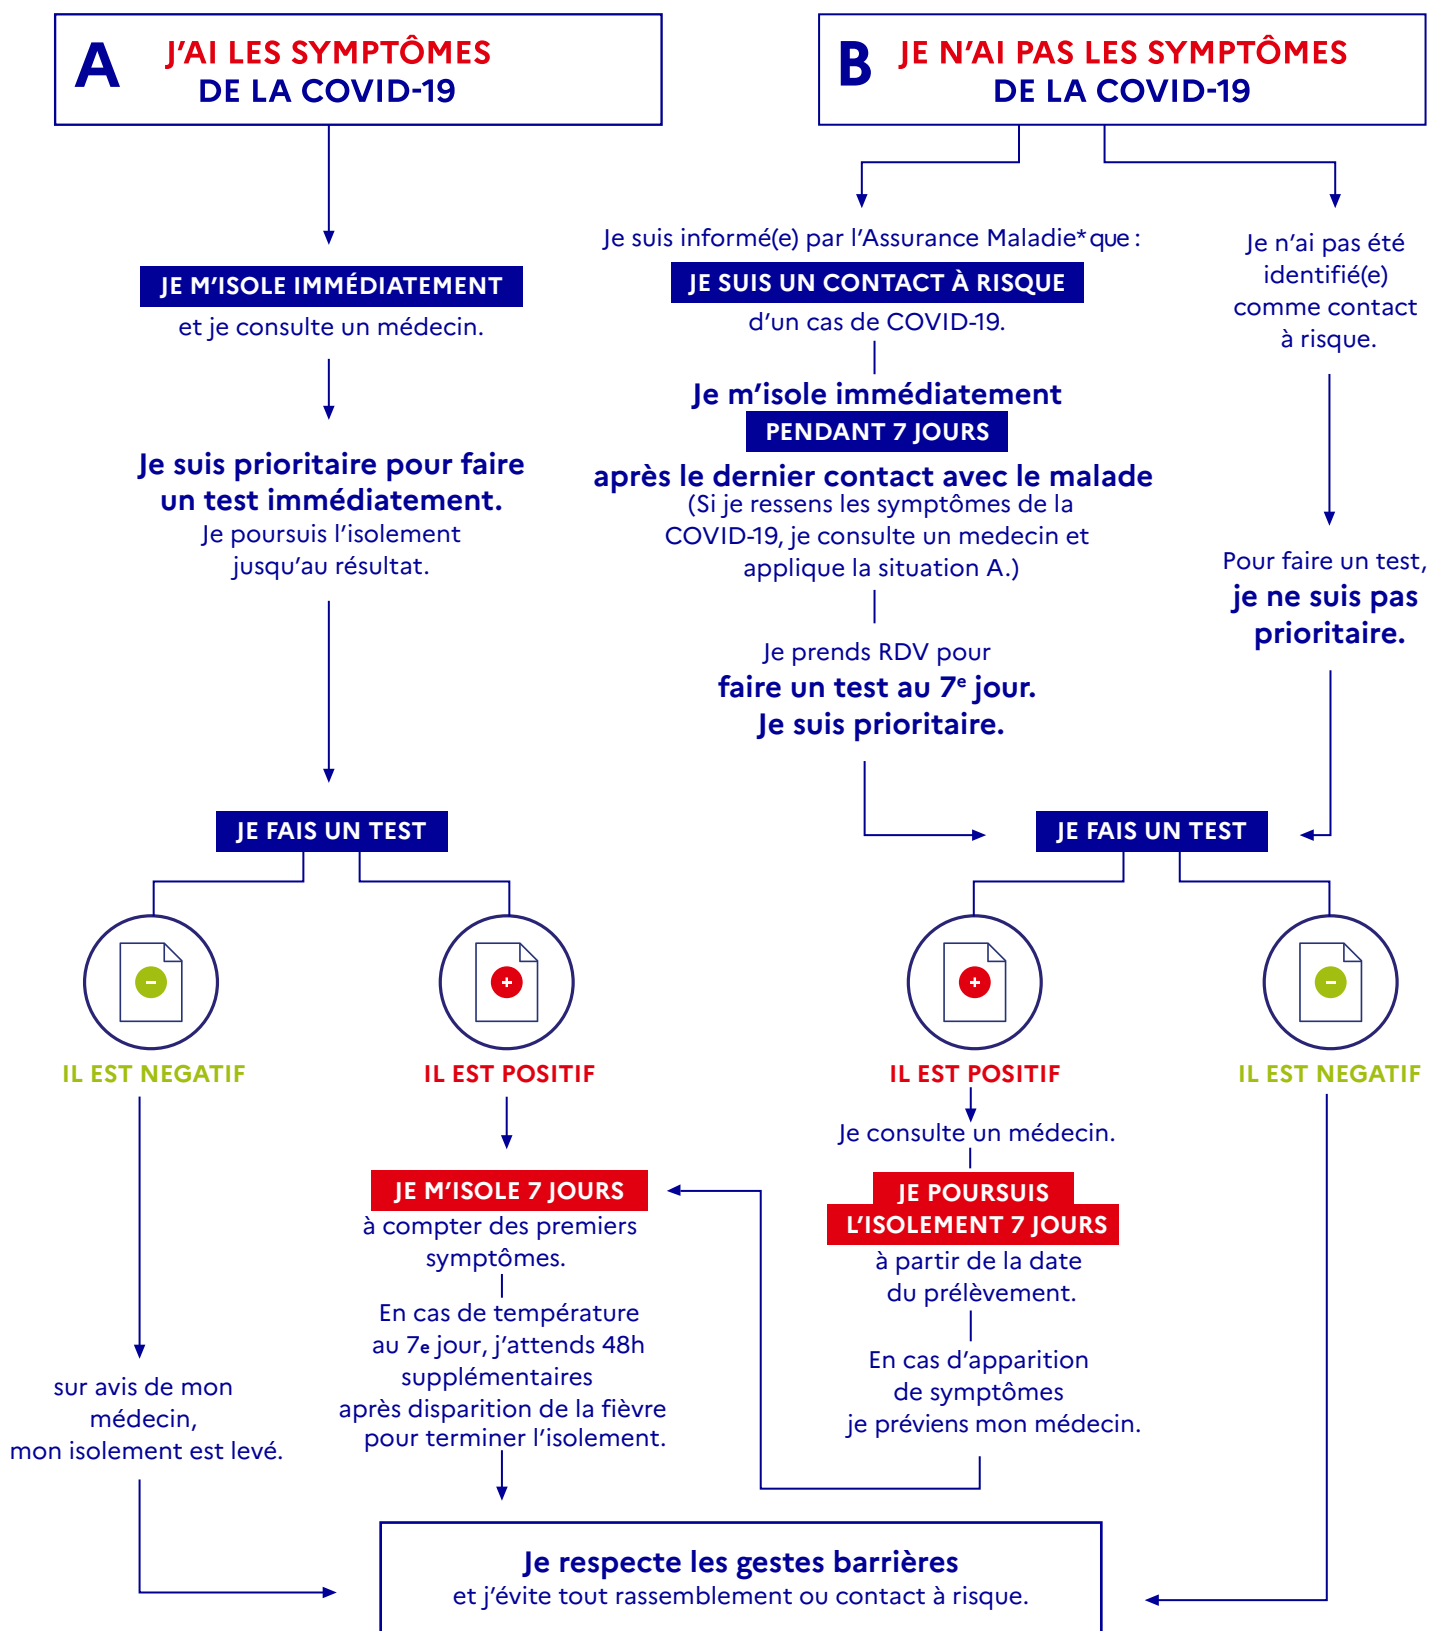 A
J'AI LES SYMPTÔMES
DE LA COVID-19
JE M'ISOLE IMMÉDIATEMENT
et je consulte un médecin.
Je suis prioritaire pour faire
un test immédiatement.
Je poursuis l'isolement
jusqu'au résultat.
JE FAIS UN TEST
IL EST NEGATIF
sur avis de mon
médecin,
mon isolement est levé.
IL EST POSITIF
JE M'ISOLE 7 JOURS
à compter des premiers
symptômes.
En cas de température
au 7e jour, j'attends 48h
supplémentaires
après disparition de la fièvre
pour terminer l'isolement.
B
JE N'AI PAS LES SYMPTÔMES
DE LA COVID-19
Je suis informé(e) par l'Assurance Maladie* que :
JE SUIS UN CONTACT À RISQUE
d'un cas de COVID-19.
Je m'isole immédiatement
PENDANT 7 JOURS
après le dernier contact avec le malade
(Si je ressens les symptômes de la
COVID-19, je consulte un medecin et
applique la situation A.)
Je prends RDV pour
faire un test au 7e jour.
Je suis prioritaire.
Je n'ai pas été
identifié(e)
comme contact
à risque.
Pour faire un test,
je ne suis pas
prioritaire.
JE FAIS UN TEST
IL EST POSITIF
Je consulte un médecin.
JE POURSUIS
L'ISOLEMENT 7 JOURS
à partir de la date
du prélèvement.
En cas d'apparition
de symptômes
je préviens mon médecin.
IL EST NEGATIF
Je respecte les gestes barrières
et j'évite tout rassemblement ou contact à risque.